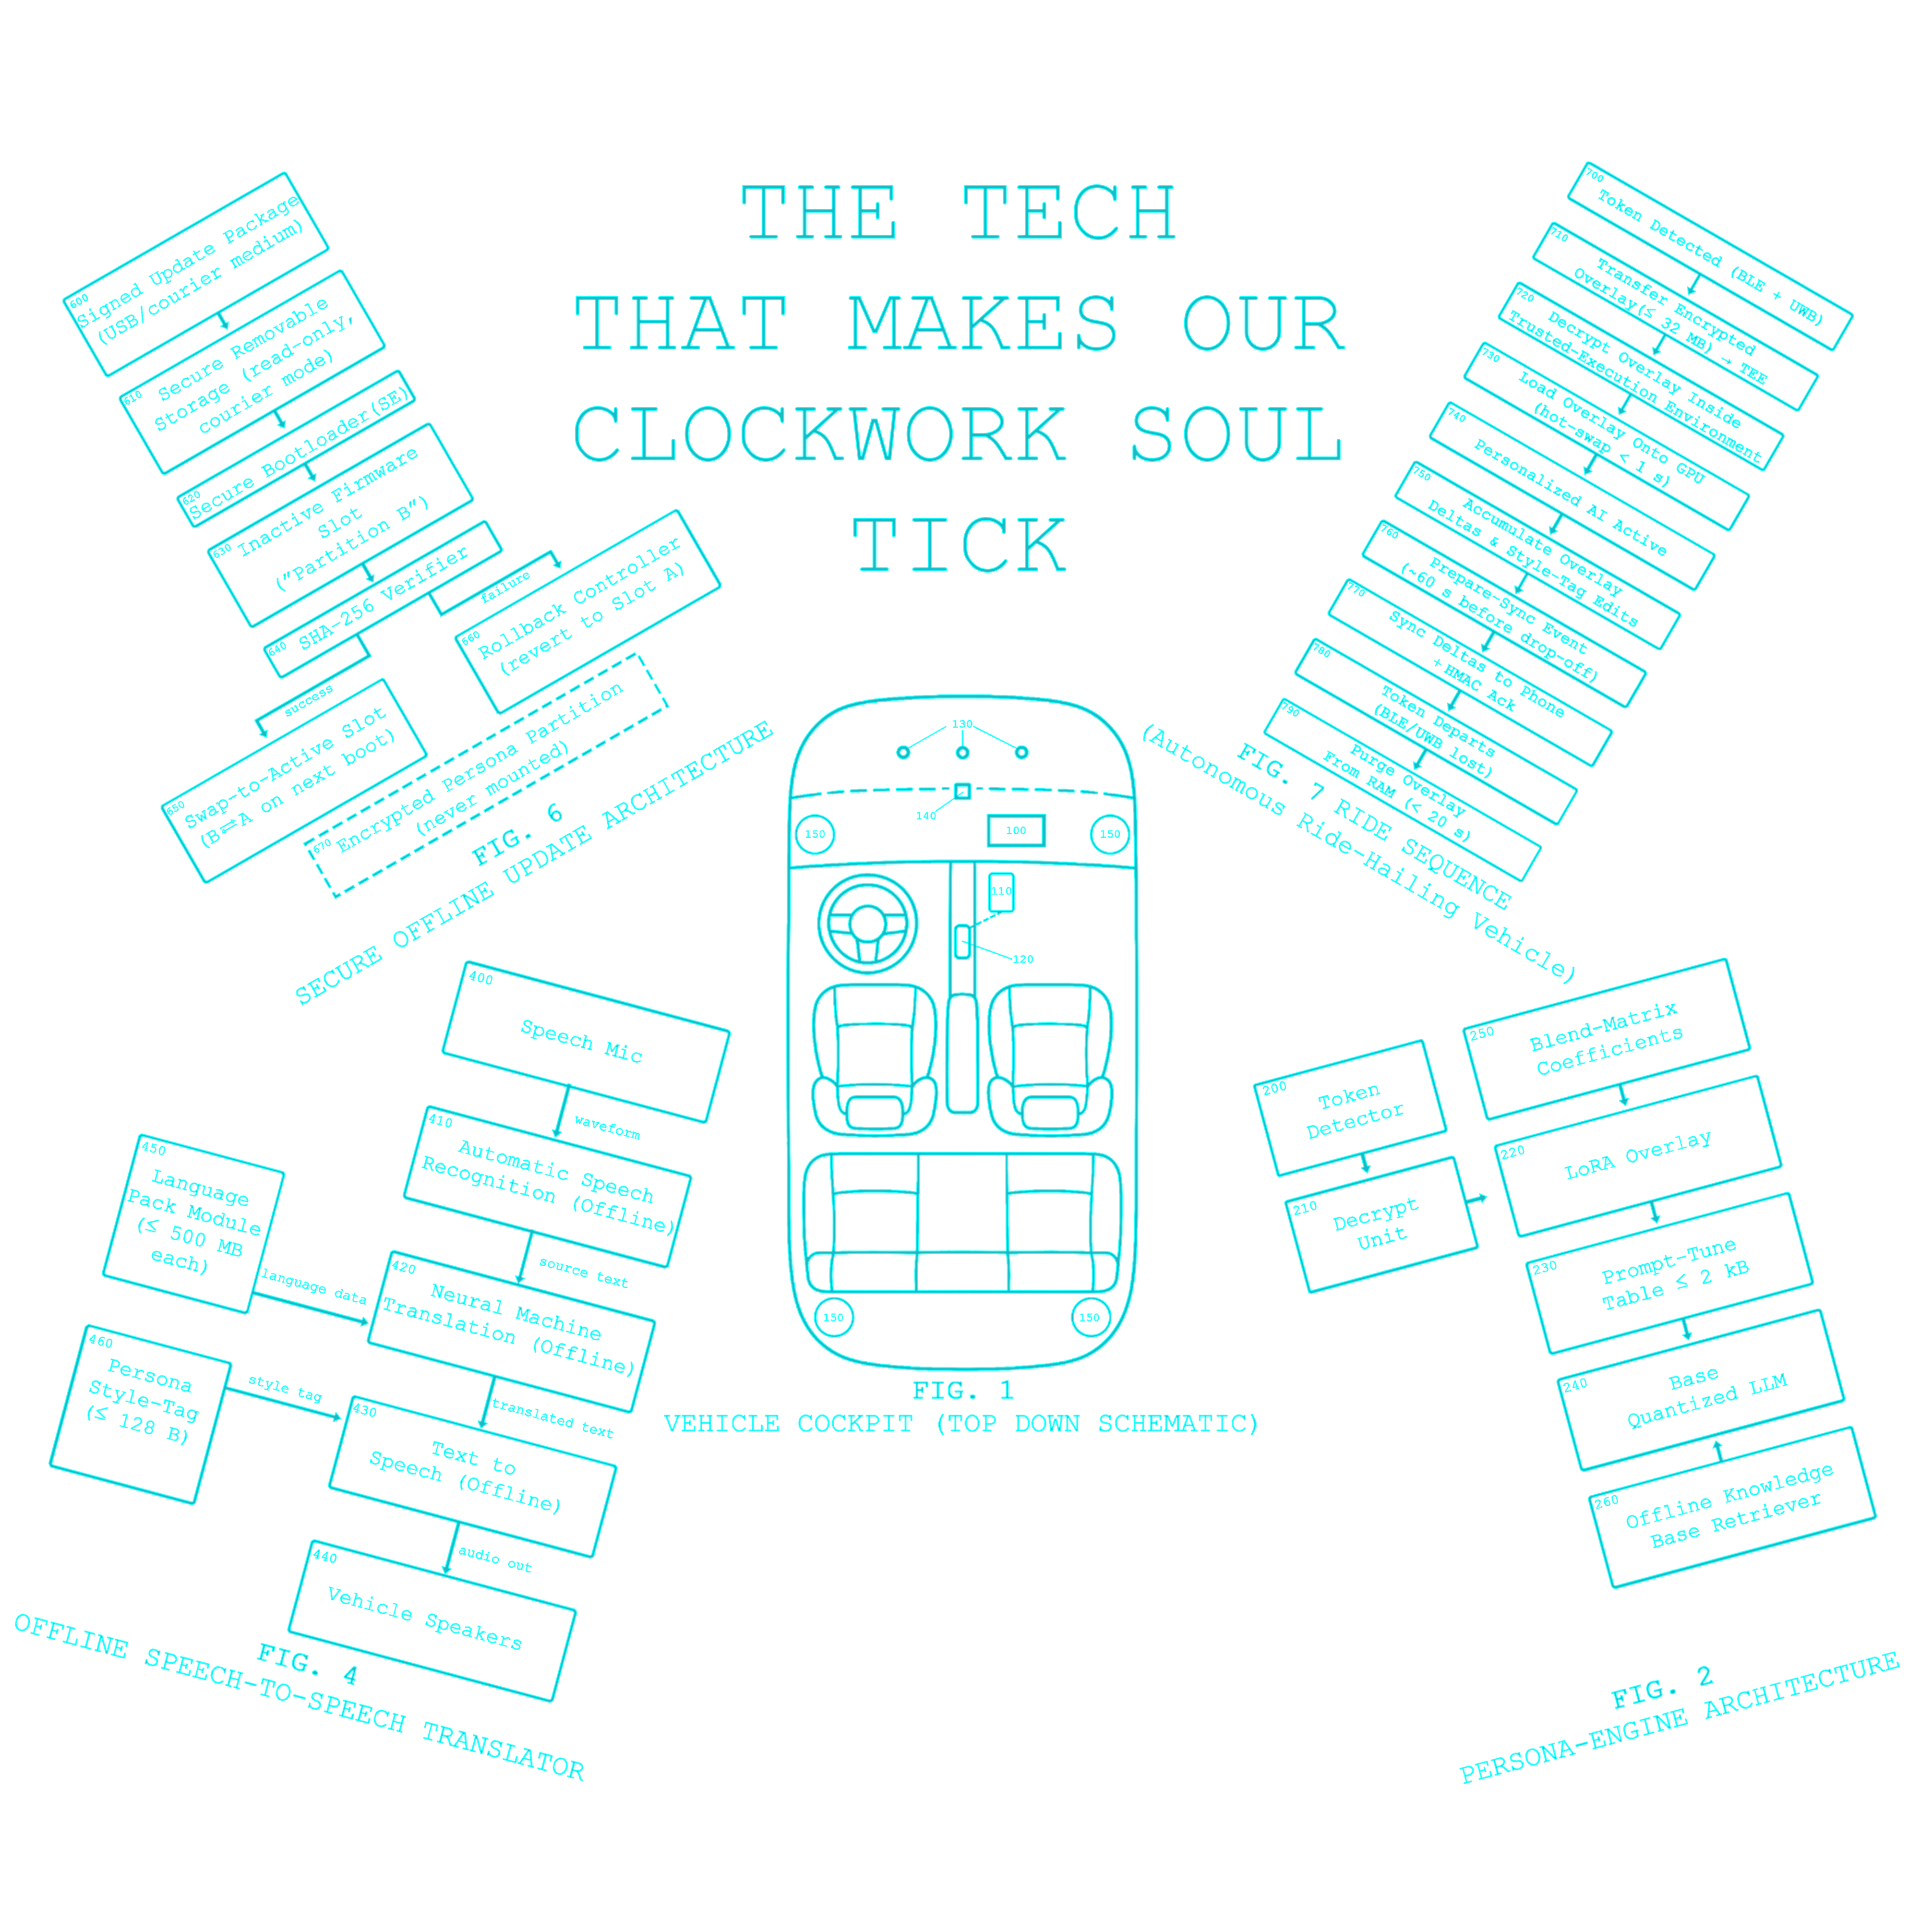 THE TECH
THAT MAKES OUR
CLOCKWORK SOUL
TICK
600
Signed Update Package
(USB/courier medium)
610
Secure Removable
Storage (read-only,
courier mode)
620
Secure Bootloader(SE)
630
Inactive Firmware
Slot
("Partition B")
640
SHA-256 Verifier
failure
success
660
Rollback Controller
(revert to Slot A)
650
Swap-to-Active Slot
(B⇌A on next boot)
670
Encrypted Persona Partition
(never mounted)
FIG. 6
SECURE OFFLINE UPDATE ARCHITECTURE
700
Token Detected (BLE + UWB)
710
Transfer Encrypted
Overlay(≤ 32 MB) → TEE
720
Decrypt Overlay Inside
Trusted-Execution Environment
730
Load Overlay Onto GPU
(hot-swap < 1 s)
740
Personalized AI Active
750
Accumulate Overlay
Deltas & Style-Tag Edits
760
Prepare-Sync Event
(~60 s before drop-off)
770
Sync Deltas to Phone
+ HMAC Ack
780
Token Departs
(BLE/UWB lost)
790
Purge Overlay
From RAM (< 20 s)
FIG. 7 RIDE SEQUENCE
(Autonomous Ride-Hailing Vehicle)
130
140
100
150
150
110
120
150
150
FIG. 1
VEHICLE COCKPIT (TOP DOWN SCHEMATIC)
400
Speech Mic
waveform
410
Automatic Speech
Recognition (Offline)
source text
450
Language
Pack Module
(≤ 500 MB
each)
language data
420
Neural Machine
Translation (Offline)
translated text
460
Persona
Style-Tag
(≤ 128 B)
style tag
430
Text to
Speech (Offline)
audio out
440
Vehicle Speakers
FIG. 4
OFFLINE SPEECH-TO-SPEECH TRANSLATOR
200
Token
Detector
210
Decrypt
Unit
250
Blend-Matrix
Coefficients
220
LoRA Overlay
230
Prompt-Tune
Table ≤ 2 kB
240
Base
Quantized LLM
260
Offline Knowledge
Base Retriever
FIG. 2
PERSONA-ENGINE ARCHITECTURE